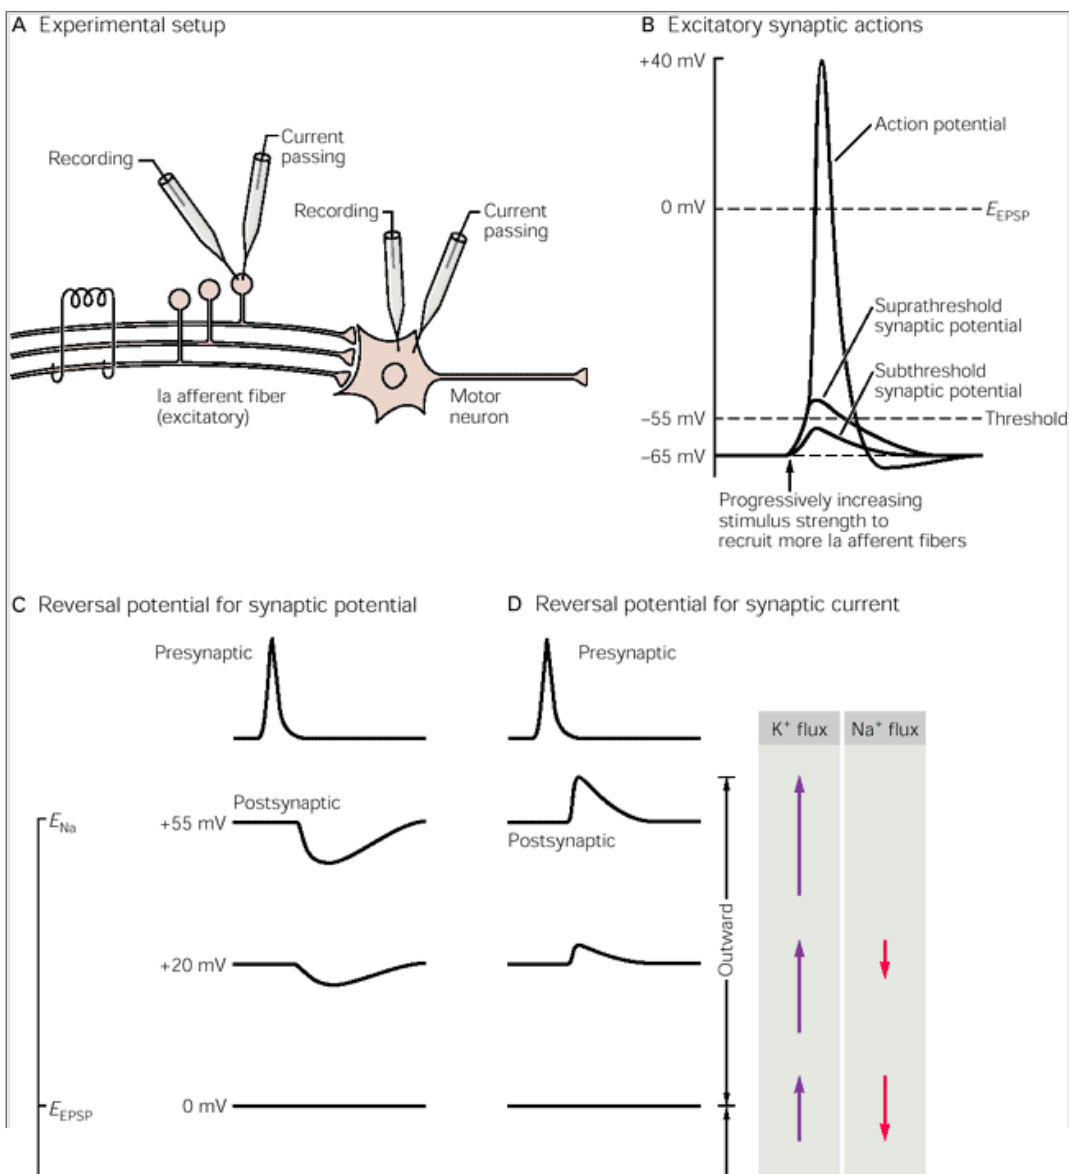 A Experimental setup
Recording
Current
passing
Recording
Current
passing
Ia afferent fiber
(excitatory)
Motor
neuron
B Excitatory synaptic actions
+40 mV
Action potential
0 mV
E_EPSP
Suprathreshold
synaptic potential
Subthreshold
synaptic potential
–55 mV
Threshold
–65 mV
Progressively increasing
stimulus strength to
recruit more Ia afferent fibers
C Reversal potential for synaptic potential
D Reversal potential for synaptic current
Presynaptic
Presynaptic
K⁺ flux
Na⁺ flux
Postsynaptic
E_Na
+55 mV
Postsynaptic
Outward
+20 mV
E_EPSP
0 mV